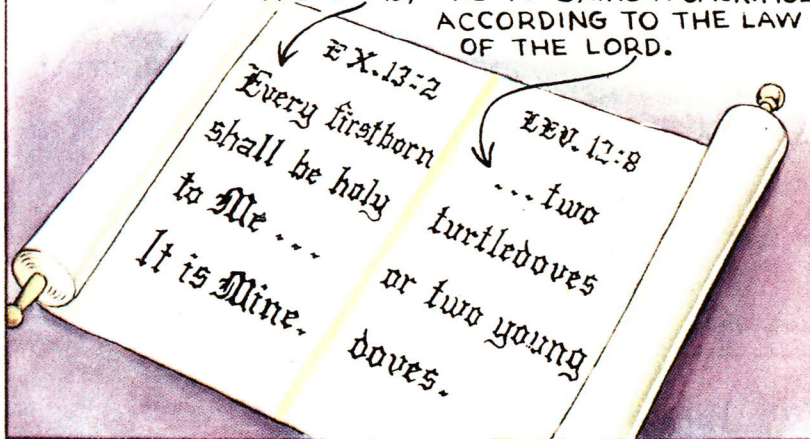 ACCORDING TO THE LAW
OF THE LORD.
EX. 13:2
Every firstborn
shall be holy
to Me...
It is Mine.
LEV. 12:8
...two
turtledoves
or two young
doves.